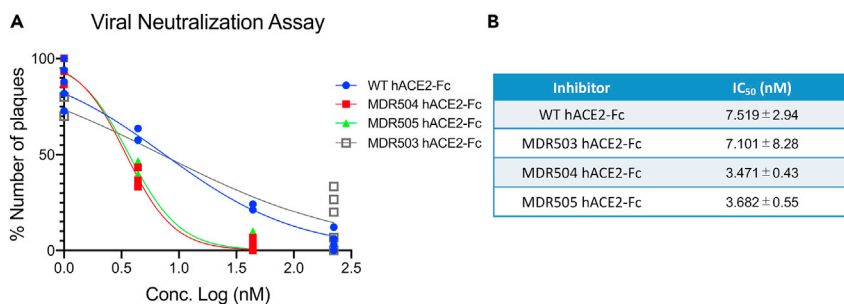 A
Viral Neutralization Assay
% Number of plaques
100
50
0
0.0
0.5
1.0
1.5
2.0
2.5
Conc. Log (nM)
WT hACE2-Fc
MDR504 hACE2-Fc
MDR505 hACE2-Fc
MDR503 hACE2-Fc
B
Inhibitor IC50 (nM)
WT hACE2-Fc 7.519±2.94
MDR503 hACE2-Fc 7.101±8.28
MDR504 hACE2-Fc 3.471±0.43
MDR505 hACE2-Fc 3.682±0.55